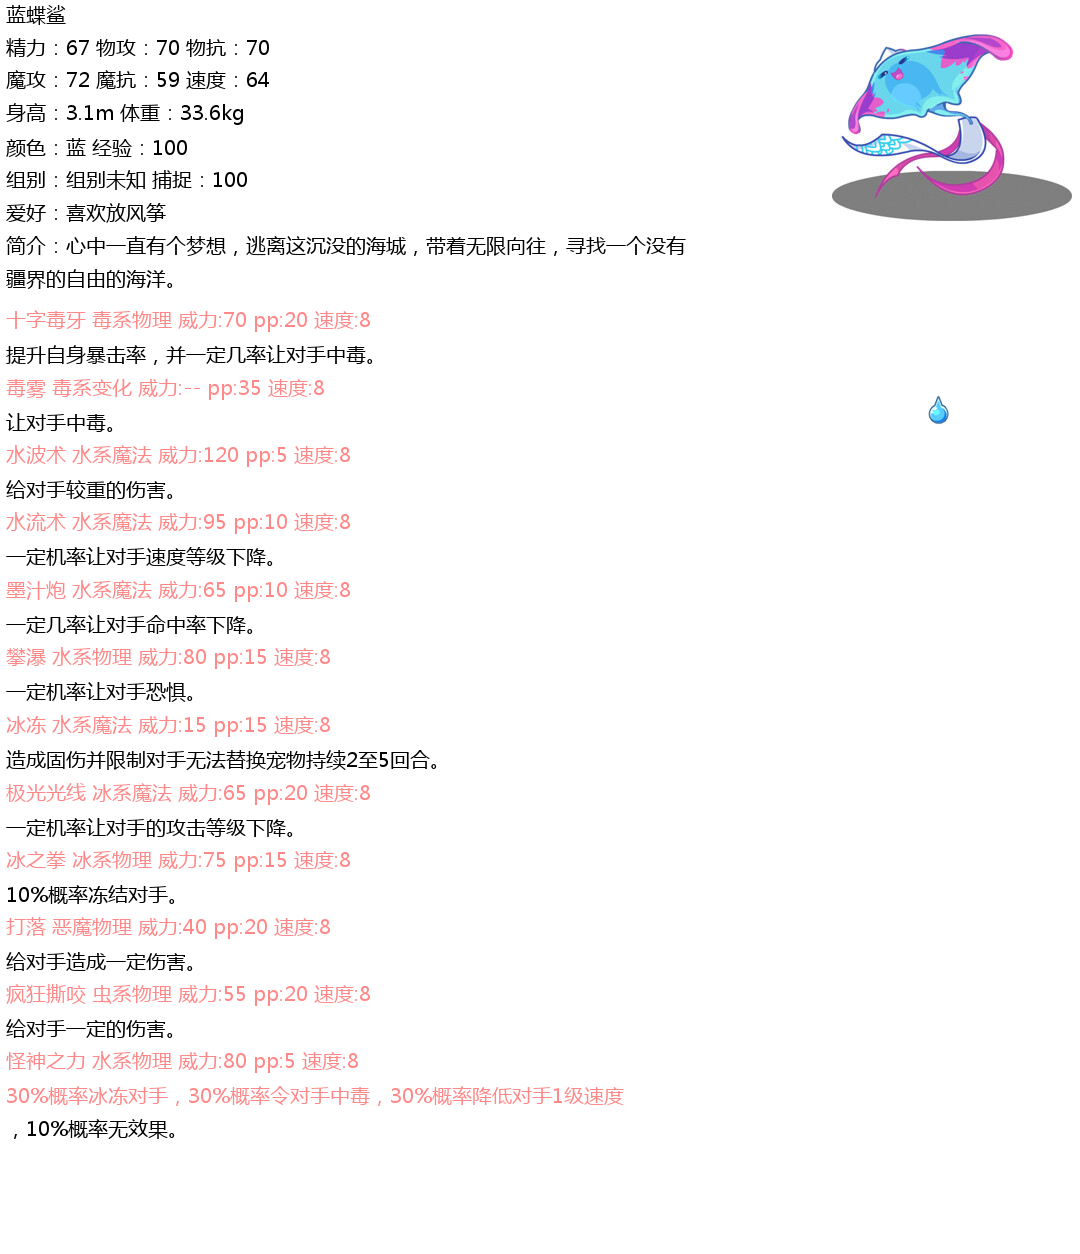 蓝蝶鲨
精力：67 物攻：70 物抗：70
魔攻：72 魔抗：59 速度：64
身高：3.1m 体重：33.6kg
颜色：蓝 经验：100
组别：组别未知 捕捉：100
爱好：喜欢放风筝
简介：心中一直有个梦想，逃离这沉没的海城，带着无限向往，寻找一个没有
疆界的自由的海洋。
十字毒牙 毒系物理 威力:70 pp:20 速度:8
提升自身暴击率，并一定几率让对手中毒。
毒雾 毒系变化 威力:-- pp:35 速度:8
让对手中毒。
水波术 水系魔法 威力:120 pp:5 速度:8
给对手较重的伤害。
水流术 水系魔法 威力:95 pp:10 速度:8
一定机率让对手速度等级下降。
墨汁炮 水系魔法 威力:65 pp:10 速度:8
一定几率让对手命中率下降。
攀瀑 水系物理 威力:80 pp:15 速度:8
一定机率让对手恐惧。
冰冻 水系魔法 威力:15 pp:15 速度:8
造成固伤并限制对手无法替换宠物持续2至5回合。
极光光线 冰系魔法 威力:65 pp:20 速度:8
一定机率让对手的攻击等级下降。
冰之拳 冰系物理 威力:75 pp:15 速度:8
10%概率冻结对手。
打落 恶魔物理 威力:40 pp:20 速度:8
给对手造成一定伤害。
疯狂撕咬 虫系物理 威力:55 pp:20 速度:8
给对手一定的伤害。
怪神之力 水系物理 威力:80 pp:5 速度:8
30%概率冰冻对手，30%概率令对手中毒，30%概率降低对手1级速度
，10%概率无效果。